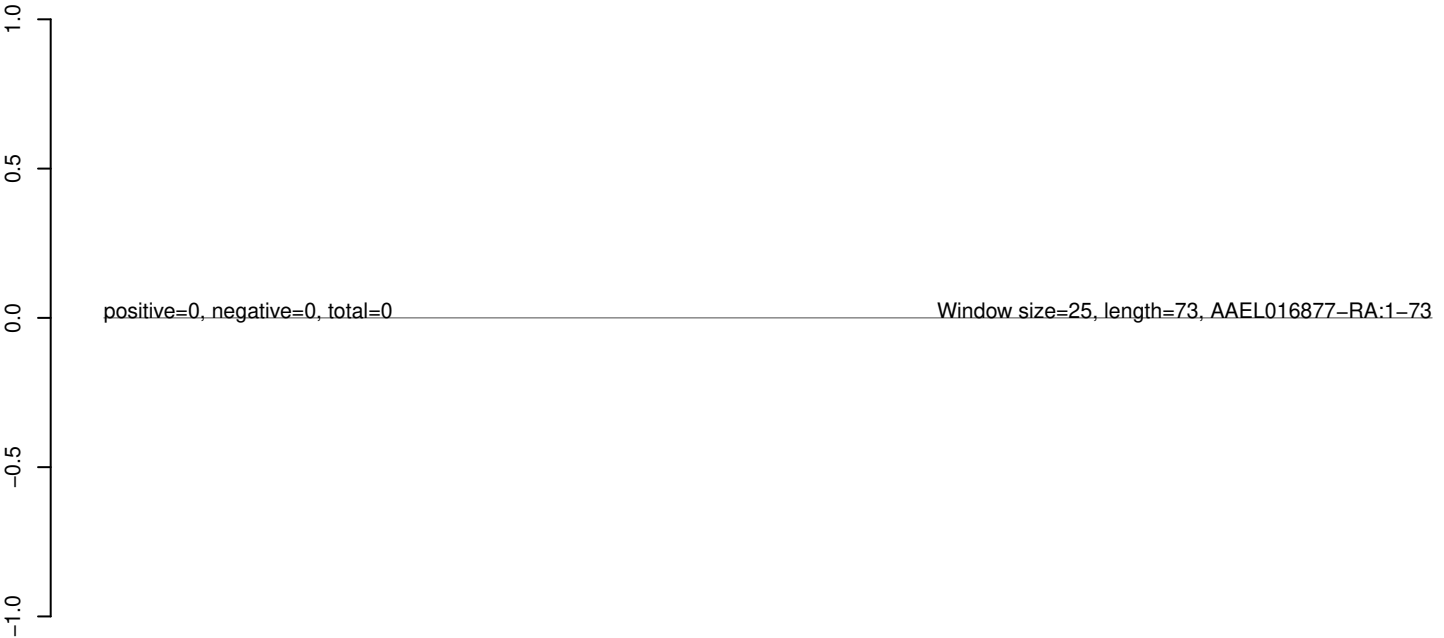 1.0
0.5
0.0
−0.5
−1.0
positive=0, negative=0, total=0
Window size=25, length=73, AAEL016877−RA:1−73